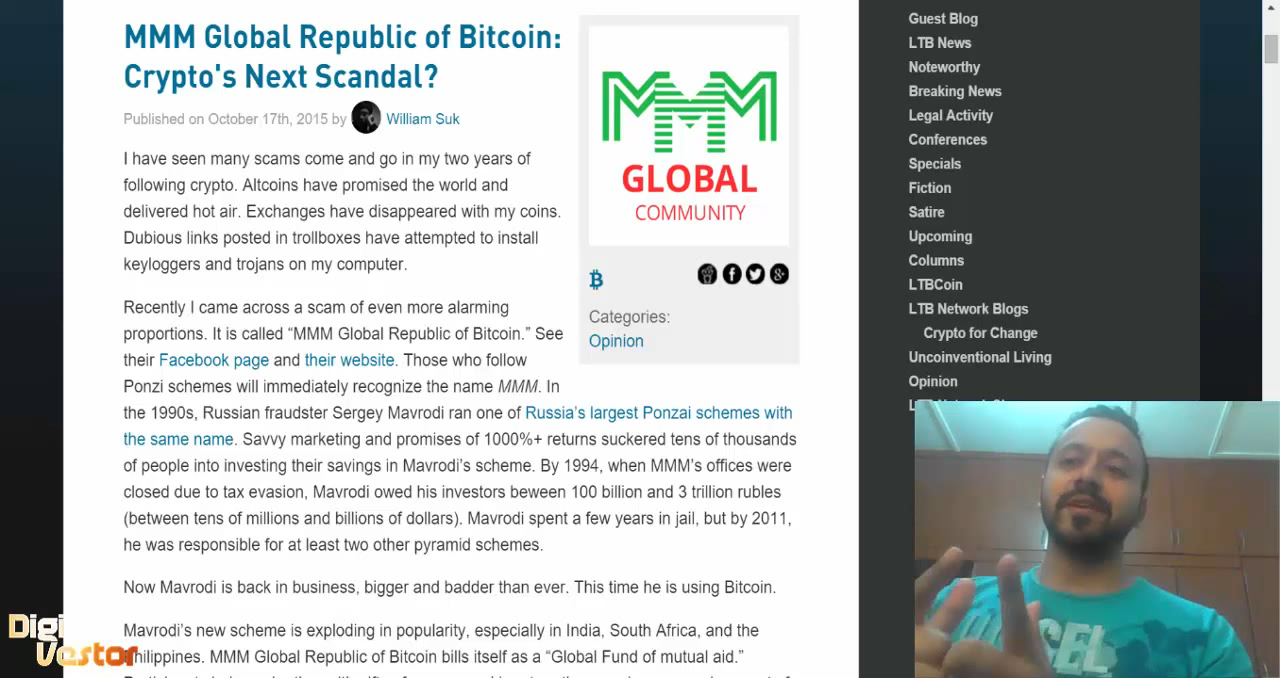 MMM Global Republic of Bitcoin:
Crypto's Next Scandal?
Published on October 17th, 2015 by William Suk
I have seen many scams come and go in my two years of
following crypto. Altcoins have promised the world and
delivered hot air. Exchanges have disappeared with my coins.
Dubious links posted in trollboxes have attempted to install
keyloggers and trojans on my computer.
Recently I came across a scam of even more alarming
proportions. It is called “MMM Global Republic of Bitcoin.” See
their Facebook page and their website. Those who follow
Ponzi schemes will immediately recognize the name MMM. In
the 1990s, Russian fraudster Sergey Mavrodi ran one of Russia’s largest Ponzai schemes with
the same name. Savvy marketing and promises of 1000%+ returns suckered tens of thousands
of people into investing their savings in Mavrodi’s scheme. By 1994, when MMM’s offices were
closed due to tax evasion, Mavrodi owed his investors beween 100 billion and 3 trillion rubles
(between tens of millions and billions of dollars). Mavrodi spent a few years in jail, but by 2011,
he was responsible for at least two other pyramid schemes.
Now Mavrodi is back in business, bigger and badder than ever. This time he is using Bitcoin.
Mavrodi’s new scheme is exploding in popularity, especially in India, South Africa, and the
Philippines. MMM Global Republic of Bitcoin bills itself as a “Global Fund of mutual aid.”
MMM
GLOBAL
COMMUNITY
Categories:
Opinion
Guest Blog
LTB News
Noteworthy
Breaking News
Legal Activity
Conferences
Specials
Fiction
Satire
Upcoming
Columns
LTBCoin
LTB Network Blogs
Crypto for Change
Uncoinventional Living
Opinion
Digi
Vestor